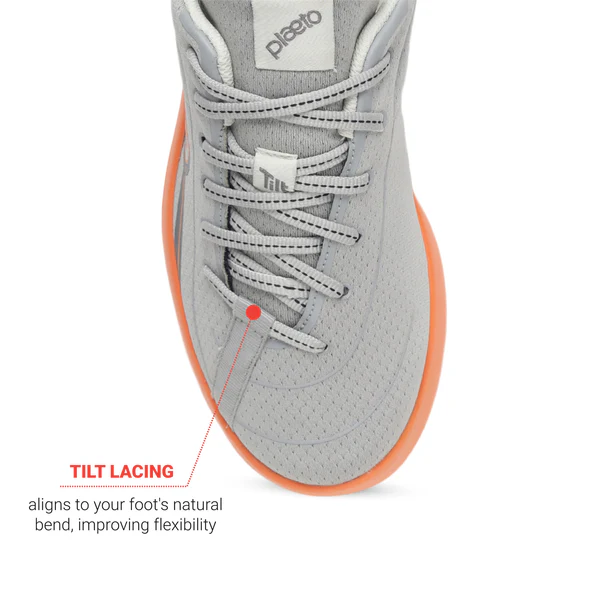 plaeto
Tilt
TILT LACING
aligns to your foot's natural
bend, improving flexibility